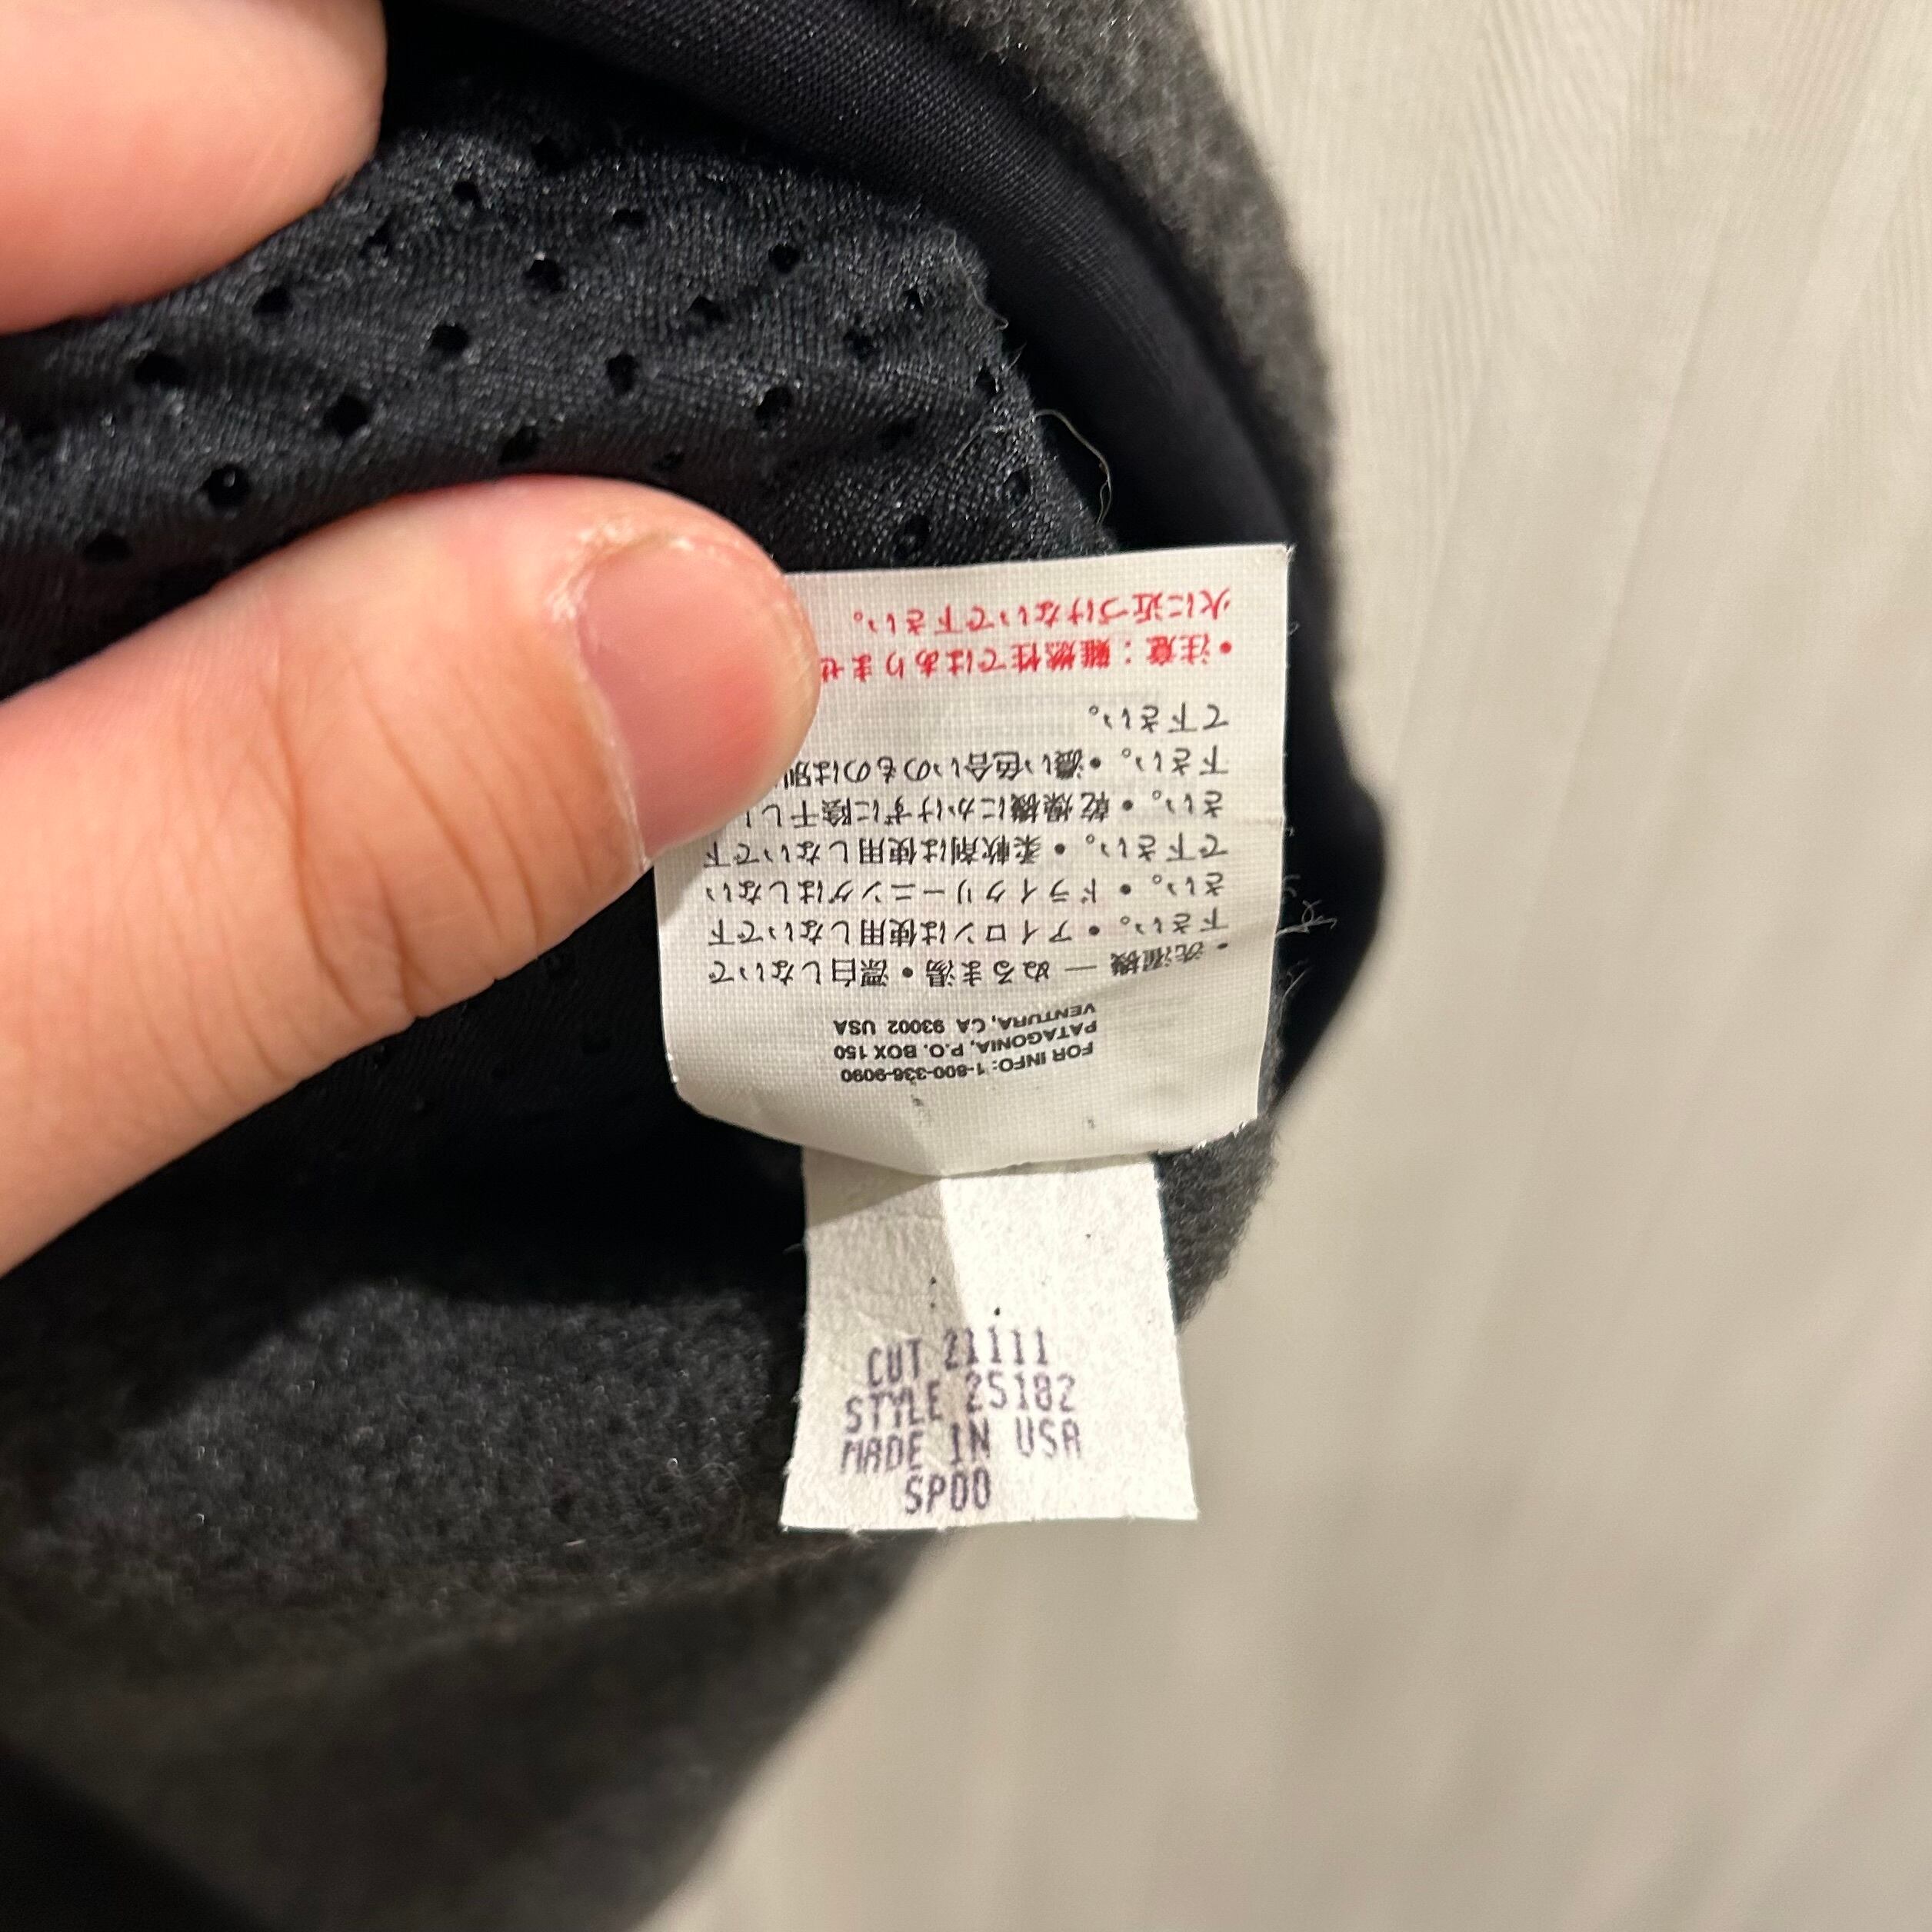 FOR INFO: 1-800-336-9090
PATAGONIA, P.O. BOX 150
VENTURA, CA 93002 USA
•洗濯機 — ぬるま湯•漂白しないで
下さい。•アイロンは使用しないで下
さい。•ドライクリーニングはしない
で下さい。•柔軟剤は使用しないで下
さい。•乾燥機にかけずに陰干し
下さい。•濃い色合いのものは別
て下さい。
•注意：難燃性ではありませ
火に近づけないで下さい。
CUT 21111
STYLE 25182
MADE IN USA
SP00